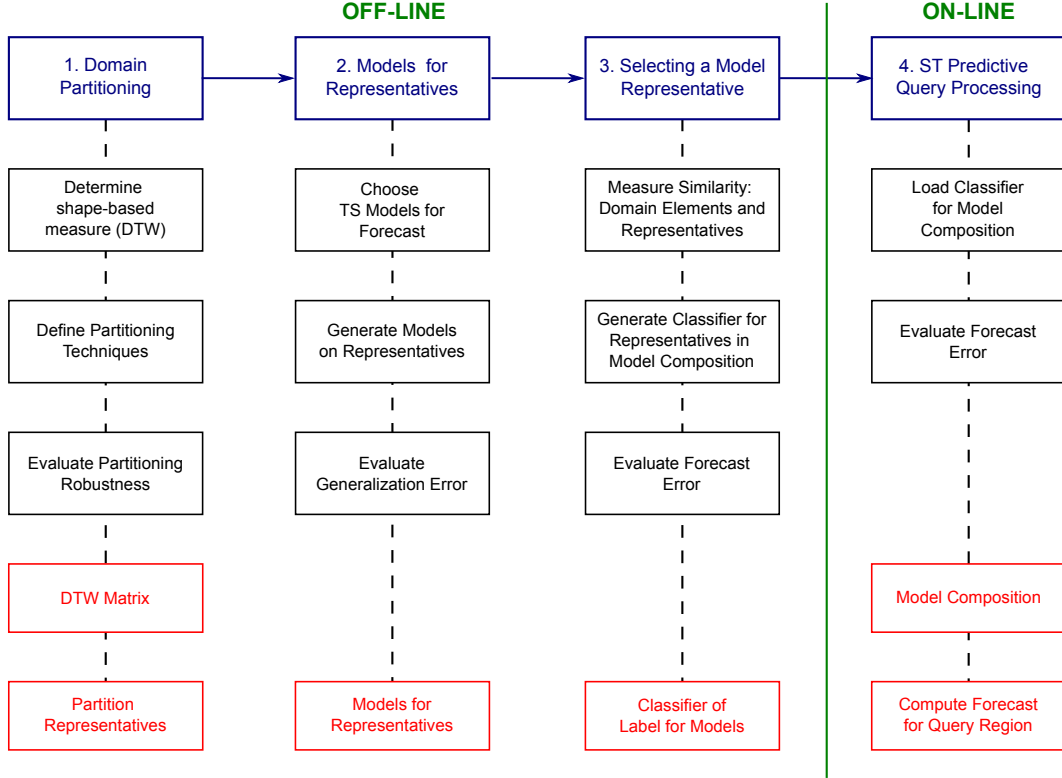 OFF-LINE
ON-LINE
1. Domain
Partitioning
2. Models for
Representatives
3. Selecting a Model
Representative
4. ST Predictive
Query Processing
Determine
shape-based
measure (DTW)
Choose
TS Models for
Forecast
Measure Similarity:
Domain Elements and
Representatives
Load Classifier
for Model
Composition
Define Partitioning
Techniques
Generate Models
on Representatives
Generate Classifier for
Representatives in
Model Composition
Evaluate Forecast
Error
Evaluate Partitioning
Robustness
Evaluate
Generalization Error
Evaluate Forecast
Error
DTW Matrix
Model Composition
Partition
Representatives
Models for
Representatives
Classifier of
Label for Models
Compute Forecast
for Query Region